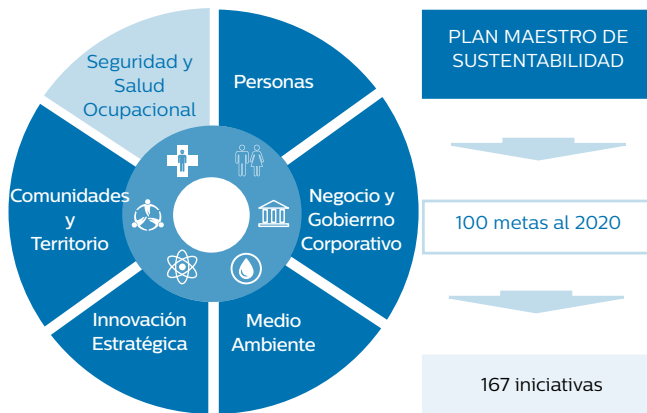 Seguridad y
Salud
Ocupacional
Personas
Negocio y
Gobierrno
Corporativo
Medio
Ambiente
Innovación
Estratégica
Comunidades
y
Territorio
PLAN MAESTRO DE
SUSTENTABILIDAD
100 metas al 2020
167 iniciativas